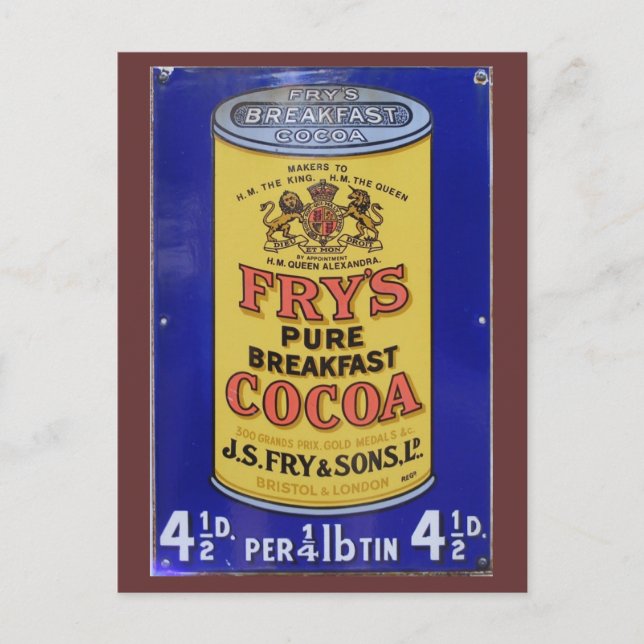 FRY'S
BREAKFAST
COCOA
MAKERS TO
H.M. THE KING. H.M. THE QUEEN
DIEU ET MON DROIT
BY APPOINTMENT
H.M. QUEEN ALEXANDRA.
FRY'S
PURE
BREAKFAST
COCOA
300 GRANDS PRIX, GOLD MEDALS &c.
J.S. FRY & SONS, LD.
BRISTOL & LONDON
REGD
4½D. PER ¼lb TIN 4½D.